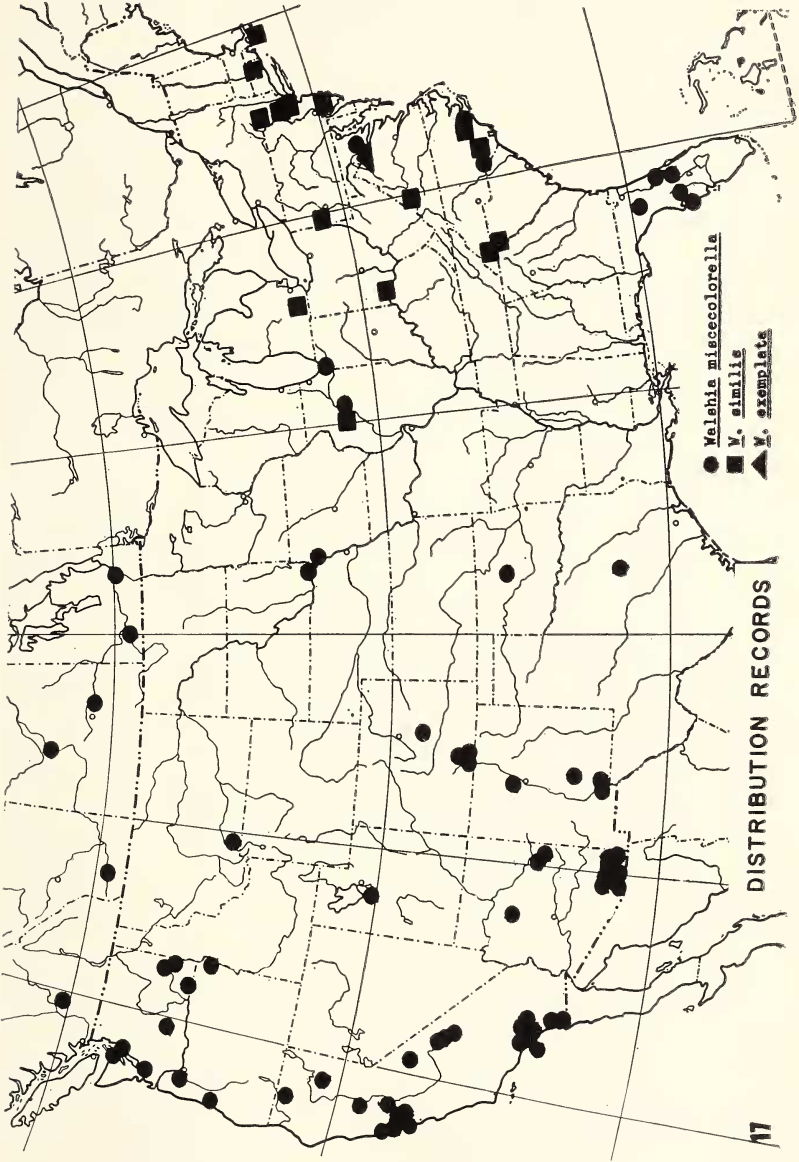 Walshia miscecolorella
W. similis
W. exemplata
DISTRIBUTION RECORDS
17